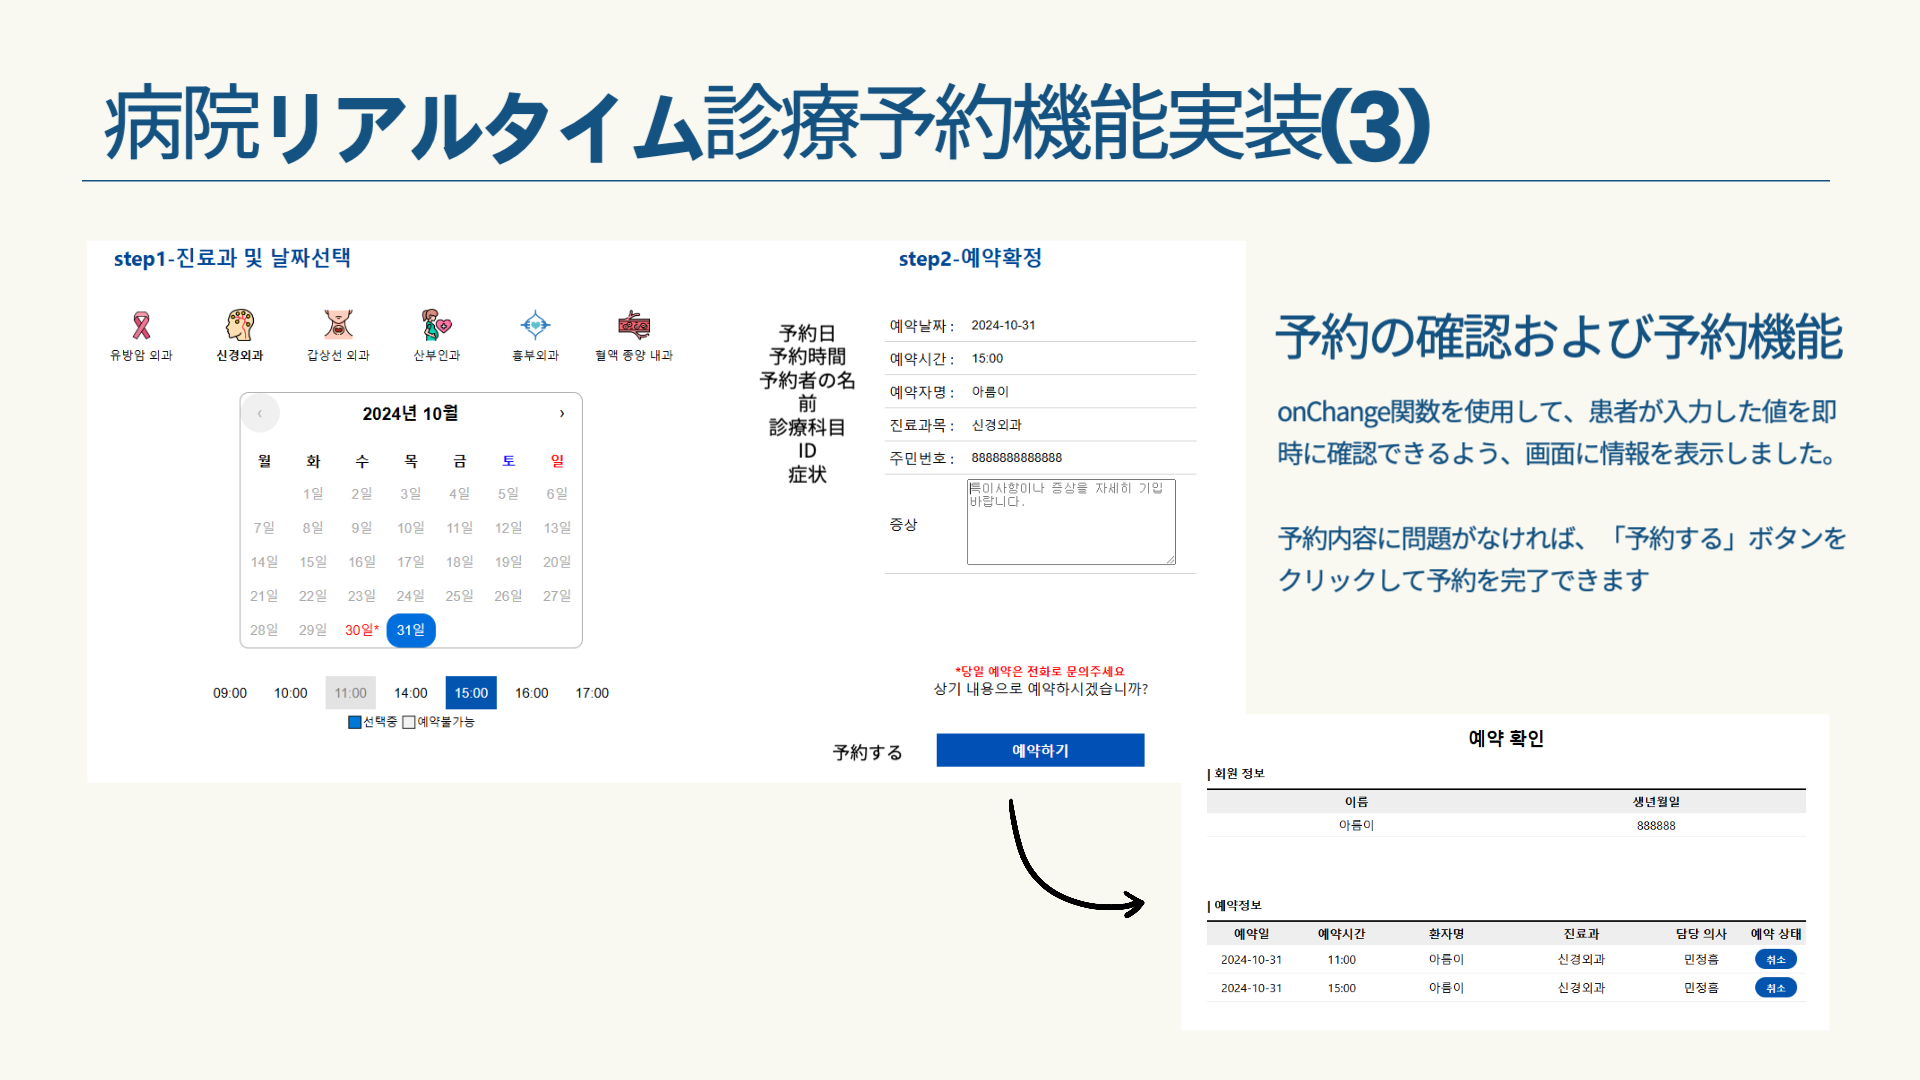 病院リアルタイム診療予約機能実装(3)
step1-진료과 및 날짜선택
유방암 외과 신경외과 갑상선 외과 산부인과 흉부외과 혈액 종양 내과
‹ 2024년 10월 ›
월 화 수 목 금 토 일
1일 2일 3일 4일 5일 6일
7일 8일 9일 10일 11일 12일 13일
14일 15일 16일 17일 18일 19일 20일
21일 22일 23일 24일 25일 26일 27일
28일 29일 30일* 31일
09:00 10:00 11:00 14:00 15:00 16:00 17:00
선택중 예약불가능
予約日
予約時間
予約者の名
前
診療科目
ID
症状
step2-예약확정
예약날짜 : 2024-10-31
예약시간 : 15:00
예약자명 : 아름이
진료과목 : 신경외과
주민번호 : 8888888888888
증상
특이사항이나 증상을 자세히 기입
바랍니다.
*당일 예약은 전화로 문의주세요
상기 내용으로 예약하시겠습니까?
予約する 예약하기
予約の確認および予約機能
onChange関数を使用して、患者が入力した値を即
時に確認できるよう、画面に情報を表示しました。
予約内容に問題がなければ、「予約する」ボタンを
クリックして予約を完了できます
예약 확인
| 회원 정보
이름 생년월일
아름이 888888
| 예약정보
예약일 예약시간 환자명 진료과 담당 의사 예약 상태
2024-10-31 11:00 아름이 신경외과 민정흠 취소
2024-10-31 15:00 아름이 신경외과 민정흠 취소